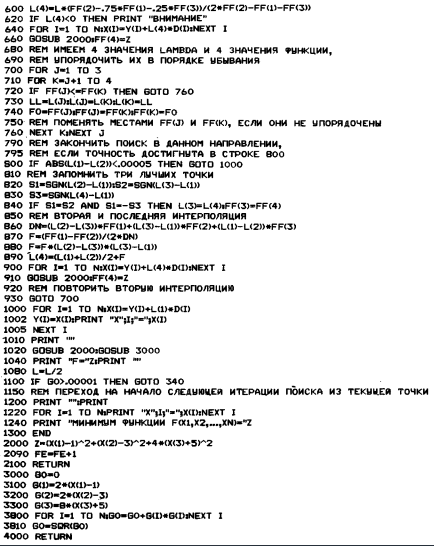 600 L(4)=L*(FF(2)-.75*FF(1)-.25*FF(3))/(2*FF(2)-FF(1)-FF(3))
620 IF L(4)<0 THEN PRINT "ВНИМАНИЕ"
640 FOR I=1 TO N:X(I)=Y(I)+L(4)*D(I):NEXT I
660 GOSUB 2000:FF(4)=Z
680 REM ИМЕЕМ 4 ЗНАЧЕНИЯ LAMBDA И 4 ЗНАЧЕНИЯ ФУНКЦИИ,
690 REM УПОРЯДОЧИТЬ ИХ В ПОРЯДКЕ УБЫВАНИЯ
700 FOR J=1 TO 3
710 FOR K=J+1 TO 4
720 IF FF(J)<=FF(K) THEN GOTO 760
730 LL=L(J):L(J)=L(K):L(K)=LL
740 F0=FF(J):FF(J)=FF(K):FF(K)=F0
750 REM ПОМЕНЯТЬ МЕСТАМИ FF(J) И FF(K), ЕСЛИ ОНИ НЕ УПОРЯДОЧЕНЫ
760 NEXT K:NEXT J
790 REM ЗАКОНЧИТЬ ПОИСК В ДАННОМ НАПРАВЛЕНИИ,
795 REM ЕСЛИ ТОЧНОСТЬ ДОСТИГНУТА В СТРОКЕ 800
800 IF ABS(L(1)-L(2))<.00005 THEN GOTO 1000
810 REM ЗАПОМНИТЬ ТРИ ЛУЧШИХ ТОЧКИ
820 S1=SGN(L(2)-L(1)):S2=SGN(L(3)-L(1))
830 S3=SGN(L(4)-L(1))
840 IF S1=S2 AND S1=-S3 THEN L(3)=L(4):FF(3)=FF(4)
850 REM ВТОРАЯ И ПОСЛЕДНЯЯ ИНТЕРПОЛЯЦИЯ
860 DN=(L(2)-L(3))*FF(1)+(L(3)-L(1))*FF(2)+(L(1)-L(2))*FF(3)
870 F=(FF(1)-FF(2))/(2*DN)
880 F=F*(L(2)-L(3))*(L(3)-L(1))
890 L(4)=(L(1)+L(2))/2+F
900 FOR I=1 TO N:X(I)=Y(I)+L(4)*D(I):NEXT I
910 GOSUB 2000:FF(4)=Z
920 REM ПОВТОРИТЬ ВТОРУЮ ИНТЕРПОЛЯЦИЮ
930 GOTO 700
1000 FOR I=1 TO N:X(I)=Y(I)+L(1)*D(I)
1002 Y(I)=X(I):PRINT "X";I;"=";X(I)
1005 NEXT I
1010 PRINT ""
1020 GOSUB 2000:GOSUB 3000
1040 PRINT "F="Z:PRINT ""
1080 L=L/2
1100 IF G0>.00001 THEN GOTO 340
1150 REM ПЕРЕХОД НА НАЧАЛО СЛЕДУЮЩЕЙ ИТЕРАЦИИ ПОИСКА ИЗ ТЕКУЩЕЙ ТОЧКИ
1200 PRINT "":PRINT
1220 FOR I=1 TO N:PRINT "X";I;"=";X(I):NEXT I
1240 PRINT "МИНИМУМ ФУНКЦИИ F(X1,X2,...,XN)="Z
1300 END
2000 Z=(X(1)-1)^2+(X(2)-3)^2+4*(X(3)+5)^2
2090 FE=FE+1
2100 RETURN
3000 G0=0
3100 G(1)=2*(X(1)-1)
3200 G(2)=2*(X(2)-3)
3300 G(3)=8*(X(3)+5)
3800 FOR I=1 TO N:G0=G0+G(I)*G(I):NEXT I
3810 G0=SQR(G0)
4000 RETURN